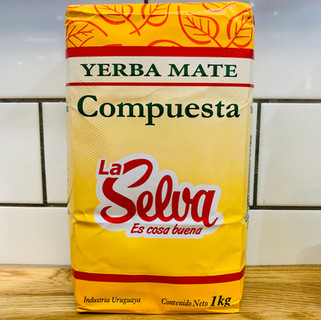 YERBA MATE
Compuesta
La
Selva
Es cosa buena
Industria Uruguaya Contenido Neto 1kg